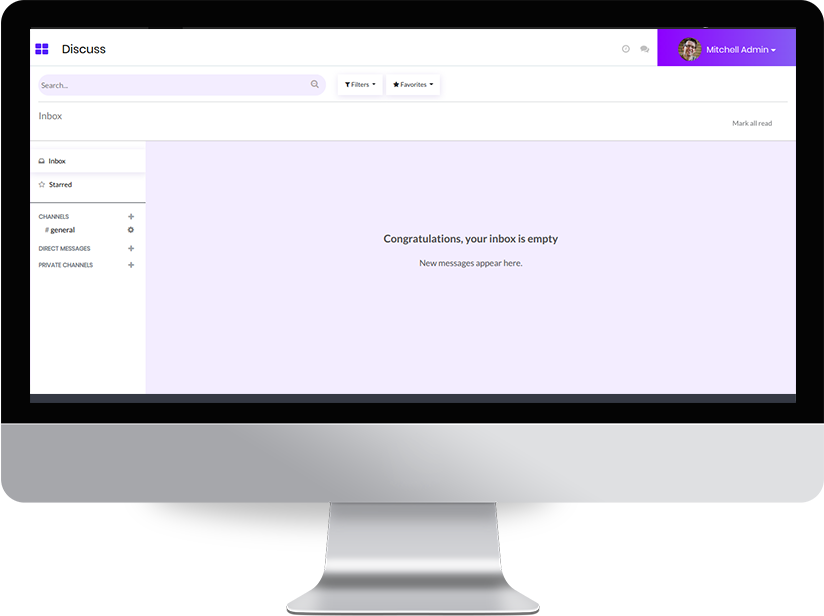 Discuss
Mitchell Admin
Search...
Filters
Favorites
Inbox
Mark all read
Inbox
Starred
CHANNELS
# general
DIRECT MESSAGES
PRIVATE CHANNELS
Congratulations, your inbox is empty
New messages appear here.